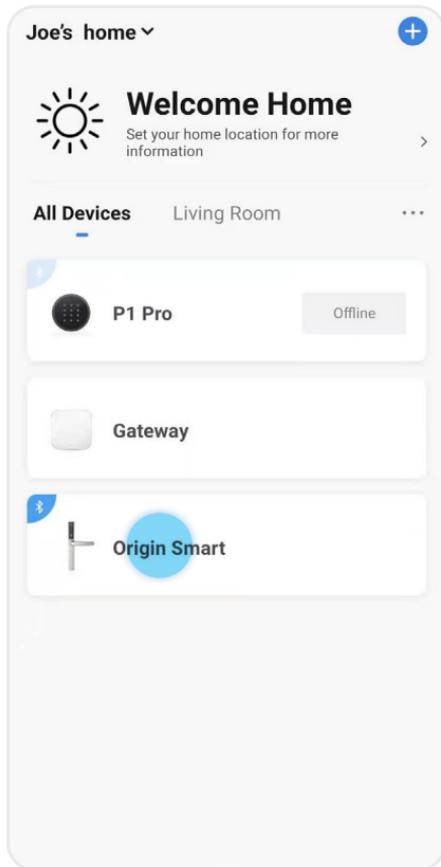 Joe's home
Welcome Home
Set your home location for more
information
All Devices
Living Room
P1 Pro
Offline
Gateway
Origin Smart